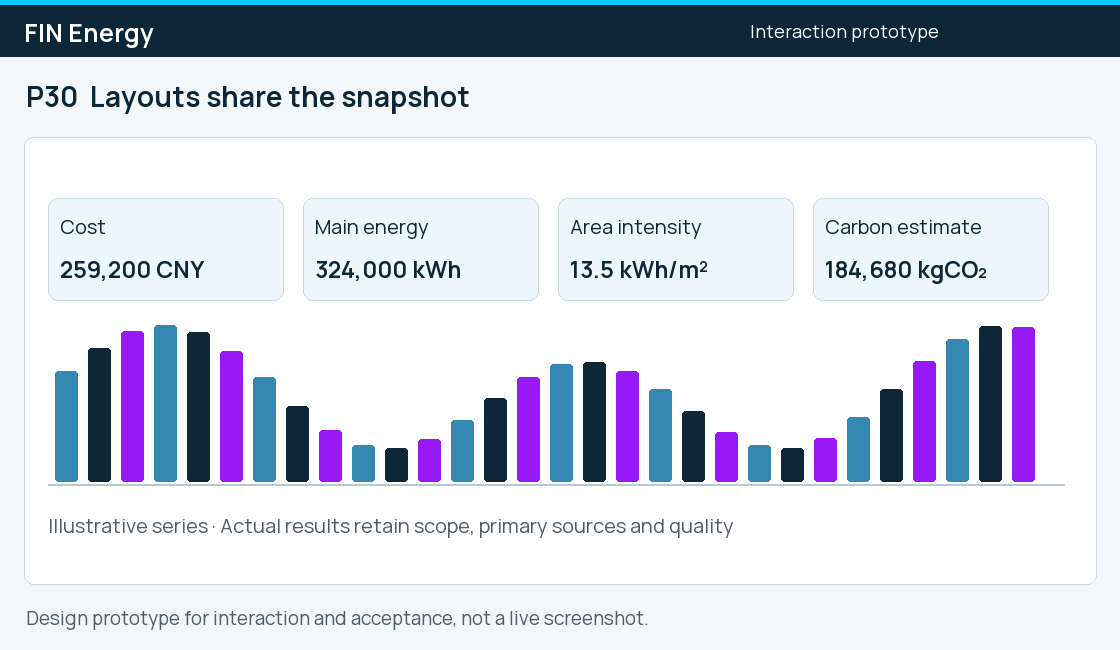 FIN Energy
Interaction prototype
P30 Layouts share the snapshot
Cost
259,200 CNY
Main energy
324,000 kWh
Area intensity
13.5 kWh/m²
Carbon estimate
184,680 kgCO₂
Illustrative series · Actual results retain scope, primary sources and quality
Design prototype for interaction and acceptance, not a live screenshot.